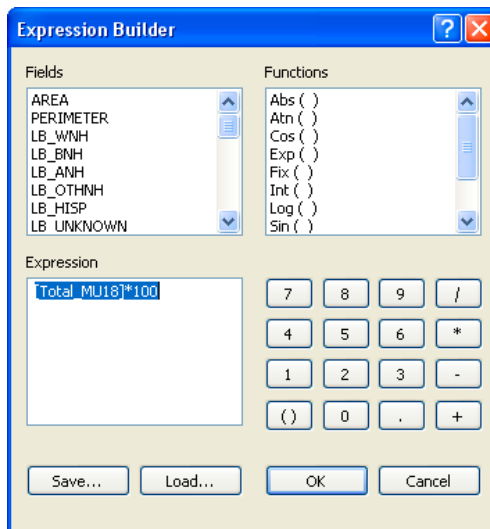 Expression Builder
?
X
Fields
Functions
AREA
PERIMETER
LB_WNH
LB_BNH
LB_ANH
LB_OTHNH
LB_HISP
LB_UNKNOWN
Abs ( )
Atn ( )
Cos ( )
Exp ( )
Fix ( )
Int ( )
Log ( )
Sin ( )
Expression
[Total_MU18]*100
7 8 9 /
4 5 6 *
1 2 3 -
() 0 . +
Save... Load... OK Cancel